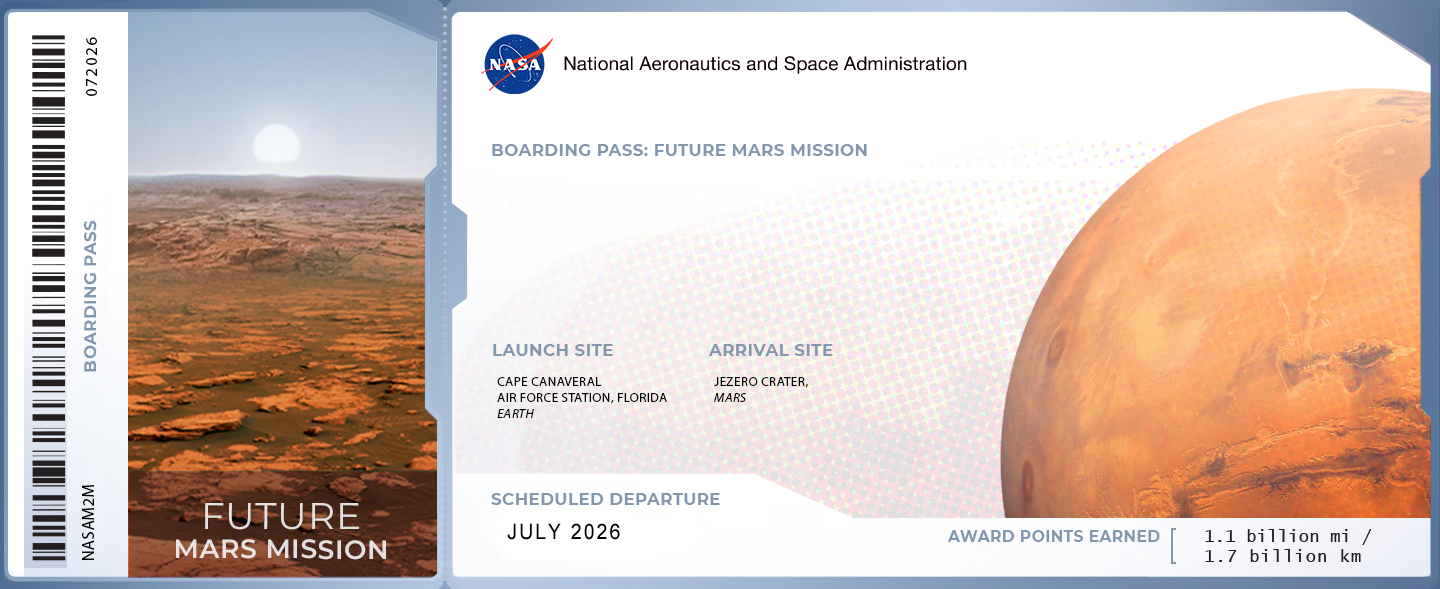 072026
BOARDING PASS
NASAM2M
FUTURE
MARS MISSION
NASA
National Aeronautics and Space Administration
BOARDING PASS: FUTURE MARS MISSION
LAUNCH SITE
CAPE CANAVERAL
AIR FORCE STATION, FLORIDA
EARTH
ARRIVAL SITE
JEZERO CRATER,
MARS
SCHEDULED DEPARTURE
JULY 2026
AWARD POINTS EARNED
1.1 billion mi /
1.7 billion km